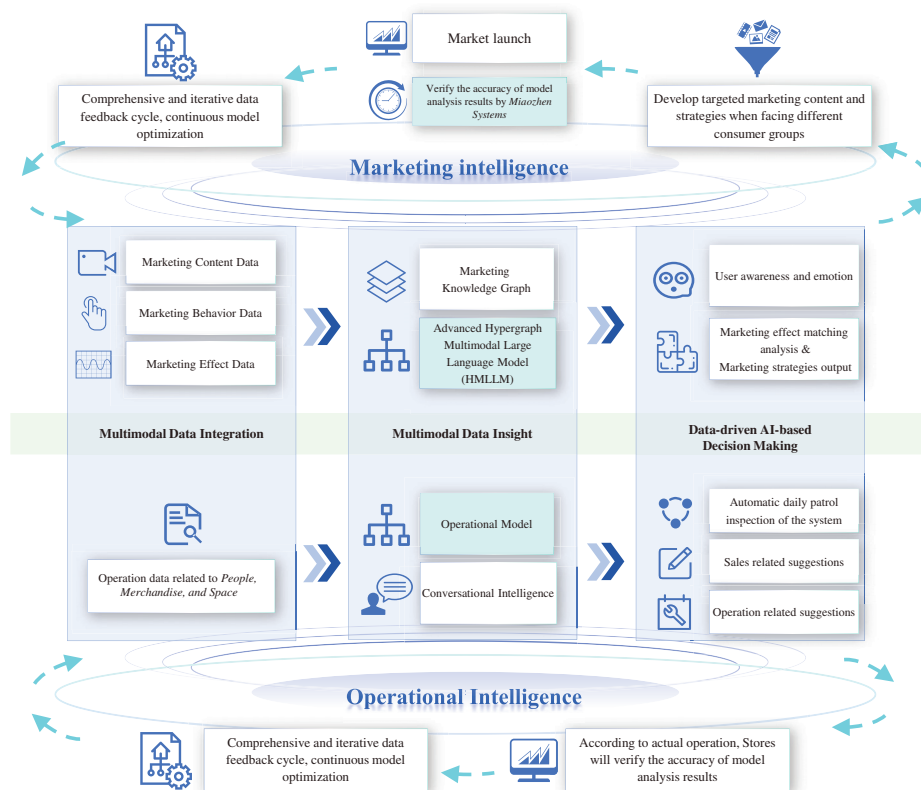 Market launch
Comprehensive and iterative data
feedback cycle, continuous model
optimization
Verify the accuracy of model
analysis results by Miaozhen
Systems
Develop targeted marketing content and
strategies when facing different
consumer groups
Marketing intelligence
Marketing Content Data
Marketing Behavior Data
Marketing Effect Data
Marketing
Knowledge Graph
Advanced Hypergraph
Multimodal Large
Language Model
(HMLLM)
User awareness and emotion
Marketing effect matching
analysis &
Marketing strategies output
Multimodal Data Integration
Multimodal Data Insight
Data-driven AI-based
Decision Making
Operation data related to People,
Merchandise, and Space
Operational Model
Conversational Intelligence
Automatic daily patrol
inspection of the system
Sales related suggestions
Operation related suggestions
Operational Intelligence
Comprehensive and iterative data
feedback cycle, continuous model
optimization
According to actual operation, Stores
will verify the accuracy of model
analysis results